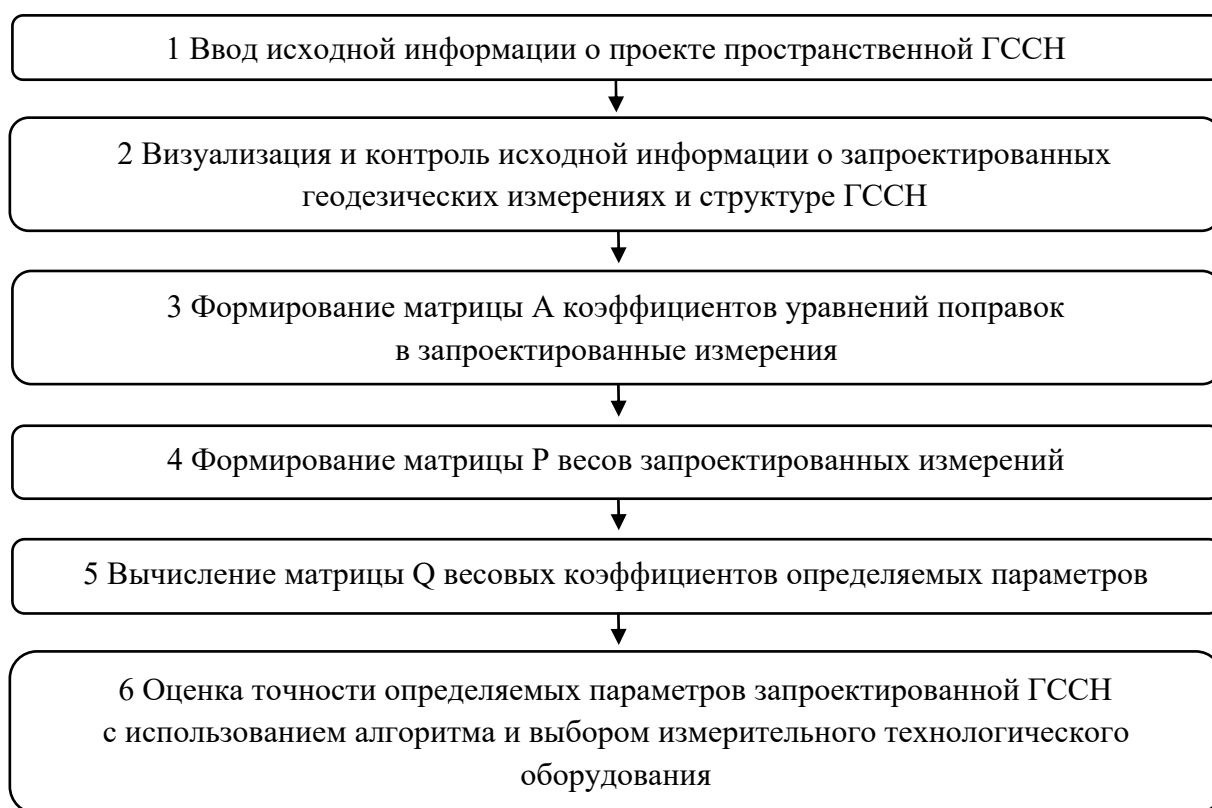 1 Ввод исходной информации о проекте пространственной ГССН
2 Визуализация и контроль исходной информации о запроектированных
геодезических измерениях и структуре ГССН
3 Формирование матрицы А коэффициентов уравнений поправок
в запроектированные измерения
4 Формирование матрицы Р весов запроектированных измерений
5 Вычисление матрицы Q весовых коэффициентов определяемых параметров
6 Оценка точности определяемых параметров запроектированной ГССН
с использованием алгоритма и выбором измерительного технологического
оборудования